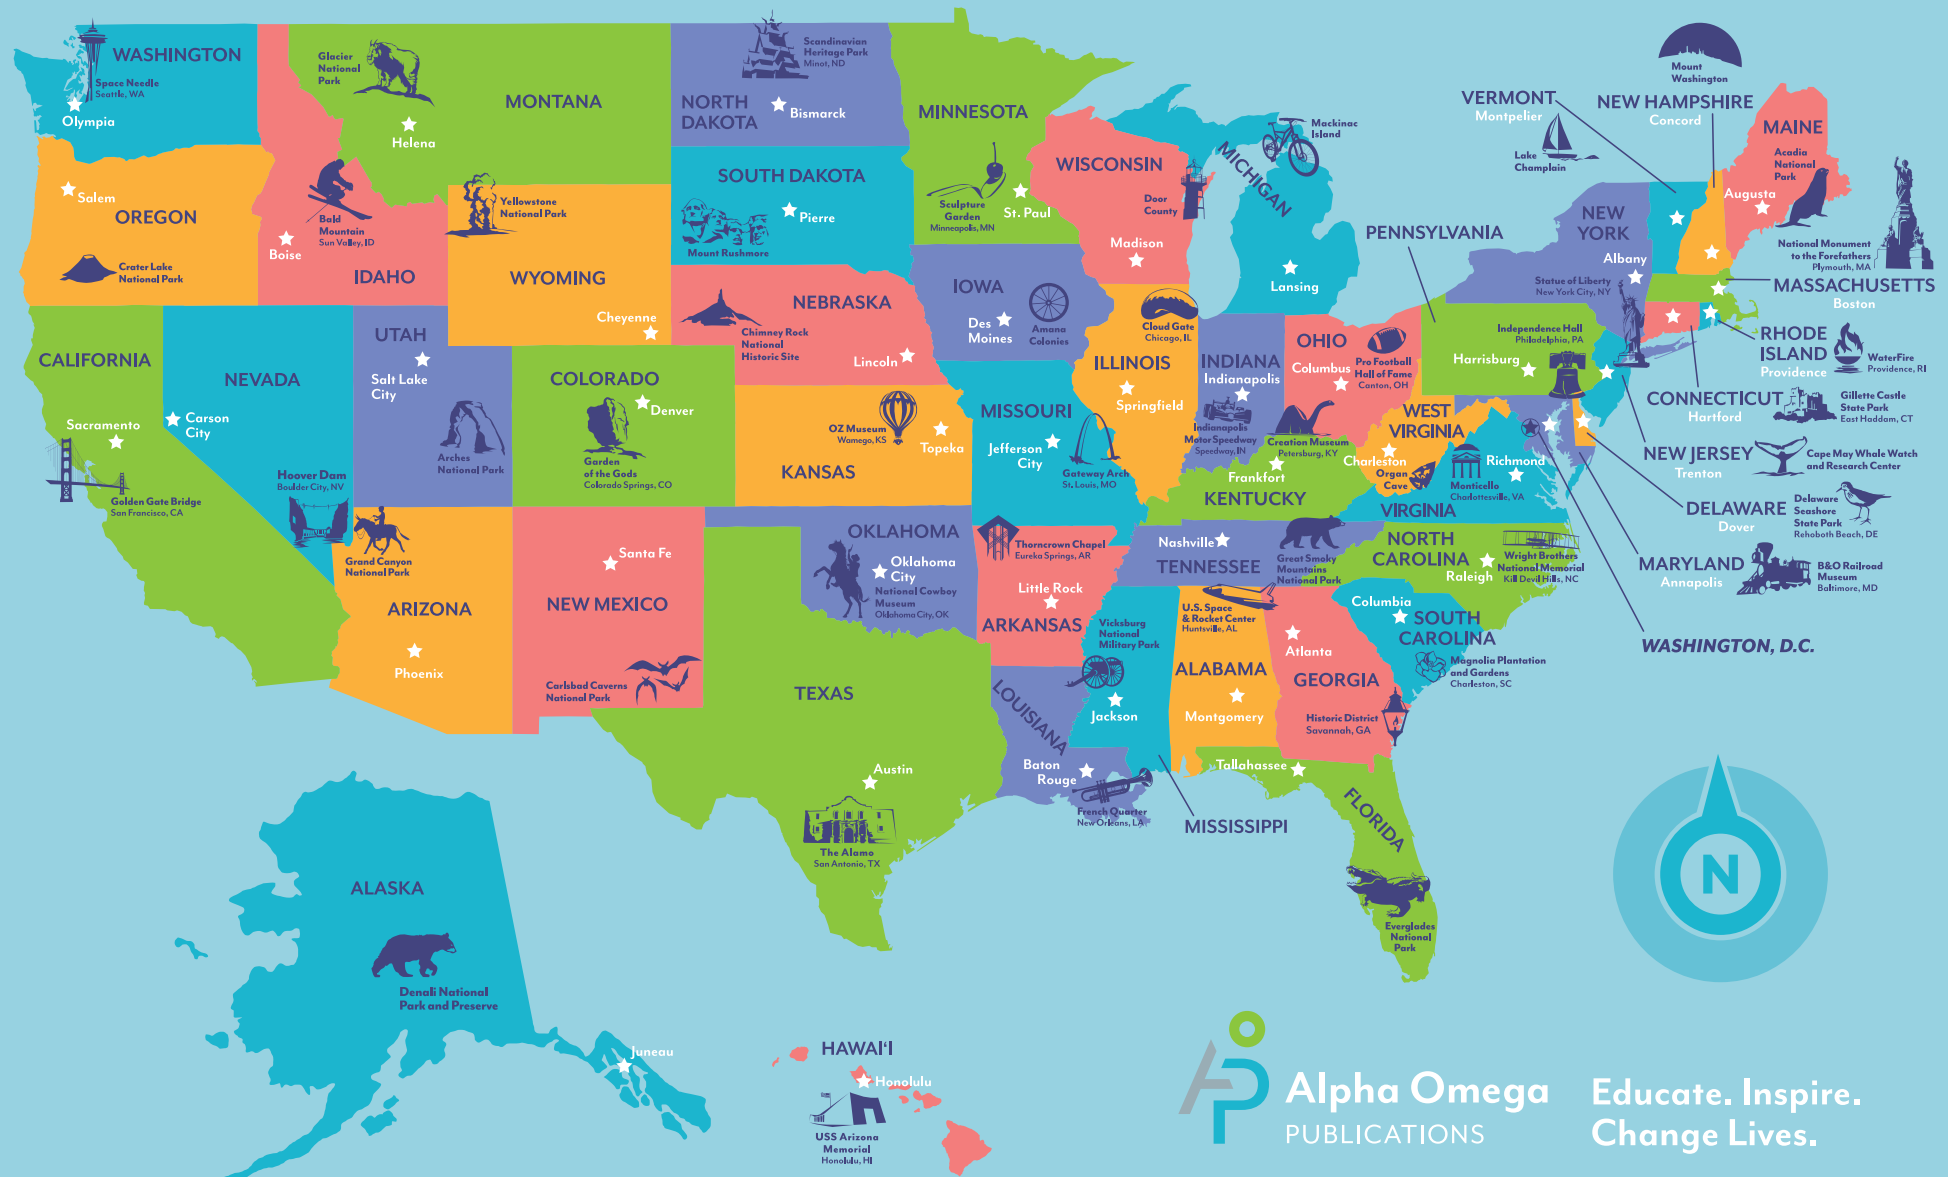 WASHINGTON
Space Needle
Seattle, WA
Olympia
OREGON
Salem
Crater Lake
National Park
CALIFORNIA
Sacramento
Golden Gate Bridge
San Francisco, CA
NEVADA
Carson
City
Hoover Dam
Boulder City, NV
IDAHO
Boise
Bald
Mountain
Sun Valley, ID
MONTANA
Glacier
National
Park
Helena
WYOMING
Yellowstone
National Park
Cheyenne
UTAH
Salt Lake
City
Arches
National Park
COLORADO
Denver
Garden
of the Gods
Colorado Springs, CO
ARIZONA
Grand Canyon
National Park
Phoenix
NEW MEXICO
Santa Fe
Carlsbad Caverns
National Park
NORTH
DAKOTA
Scandinavian
Heritage Park
Minot, ND
Bismarck
SOUTH DAKOTA
Pierre
Mount Rushmore
NEBRASKA
Chimney Rock
National
Historic Site
Lincoln
KANSAS
OZ Museum
Wamego, KS
Topeka
OKLAHOMA
Oklahoma
City
National Cowboy
Museum
Oklahoma City, OK
TEXAS
Austin
The Alamo
San Antonio, TX
MINNESOTA
Sculpture
Garden
Minneapolis, MN
St. Paul
IOWA
Des
Moines
Amana
Colonies
MISSOURI
Jefferson
City
Gateway Arch
St. Louis, MO
ARKANSAS
Thorncrown Chapel
Eureka Springs, AR
Little Rock
LOUISIANA
Baton
Rouge
French Quarter
New Orleans, LA
WISCONSIN
Door
County
Madison
ILLINOIS
Cloud Gate
Chicago, IL
Springfield
MICHIGAN
Mackinac
Island
Lansing
INDIANA
Indianapolis
Indianapolis
Motor Speedway
Speedway, IN
OHIO
Columbus
Pro Football
Hall of Fame
Canton, OH
KENTUCKY
Creation Museum
Petersburg, KY
Frankfort
TENNESSEE
Nashville
Great Smoky
Mountains
National Park
MISSISSIPPI
Vicksburg
National
Military Park
Jackson
ALABAMA
U.S. Space
& Rocket Center
Huntsville, AL
Montgomery
GEORGIA
Atlanta
Historic District
Savannah, GA
FLORIDA
Tallahassee
Everglades
National
Park
SOUTH
CAROLINA
Columbia
Magnolia Plantation
and Gardens
Charleston, SC
NORTH
CAROLINA
Raleigh
Wright Brothers
National Memorial
Kill Devil Hills, NC
VIRGINIA
Richmond
Monticello
Charlottesville, VA
WEST
VIRGINIA
Charleston
Organ
Cave
PENNSYLVANIA
Independence Hall
Philadelphia, PA
Harrisburg
NEW
YORK
Albany
Statue of Liberty
New York City, NY
VERMONT
Montpelier
Lake
Champlain
Mount
Washington
NEW HAMPSHIRE
Concord
MAINE
Acadia
National
Park
Augusta
National Monument
to the Forefathers
Plymouth, MA
MASSACHUSETTS
Boston
RHODE
ISLAND
Providence
WaterFire
Providence, RI
CONNECTICUT
Hartford
Gillette Castle
State Park
East Haddam, CT
NEW JERSEY
Trenton
Cape May Whale Watch
and Research Center
DELAWARE
Dover
Delaware
Seashore
State Park
Rehoboth Beach, DE
MARYLAND
Annapolis
B&O Railroad
Museum
Baltimore, MD
WASHINGTON, D.C.
N
ALASKA
Denali National
Park and Preserve
Juneau
HAWAI'I
Honolulu
USS Arizona
Memorial
Honolulu, HI
Alpha Omega
PUBLICATIONS
Educate. Inspire.
Change Lives.